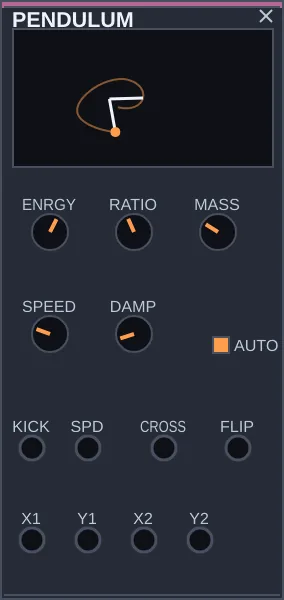 PENDULUM
ENRGY RATIO MASS
SPEED DAMP
AUTO
KICK SPD CROSS FLIP
X1 Y1 X2 Y2